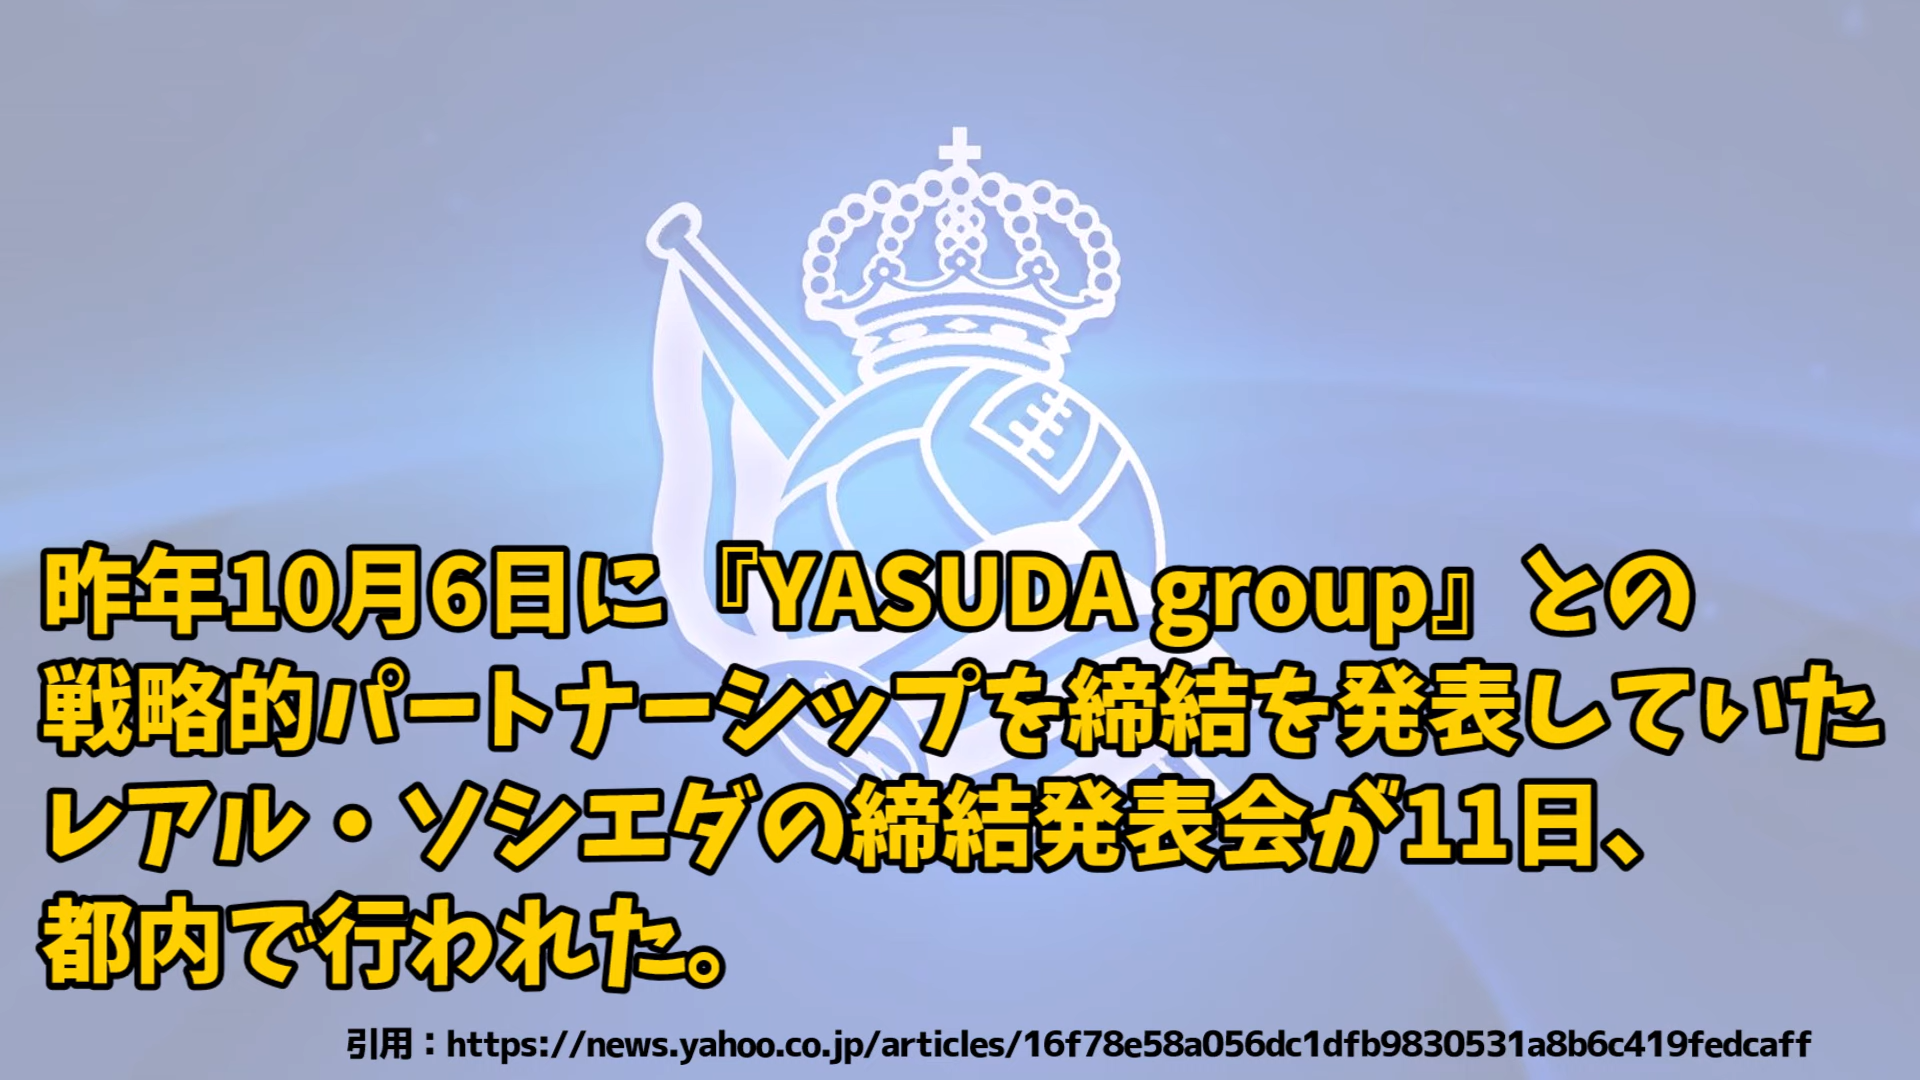 昨年10月6日に『YASUDA group』との
戦略的パートナーシップを締結を発表していた
レアル・ソシエダの締結発表会が11日、
都内で行われた。
引用：https://news.yahoo.co.jp/articles/16f78e58a056dc1dfb9830531a8b6c419fedcaff